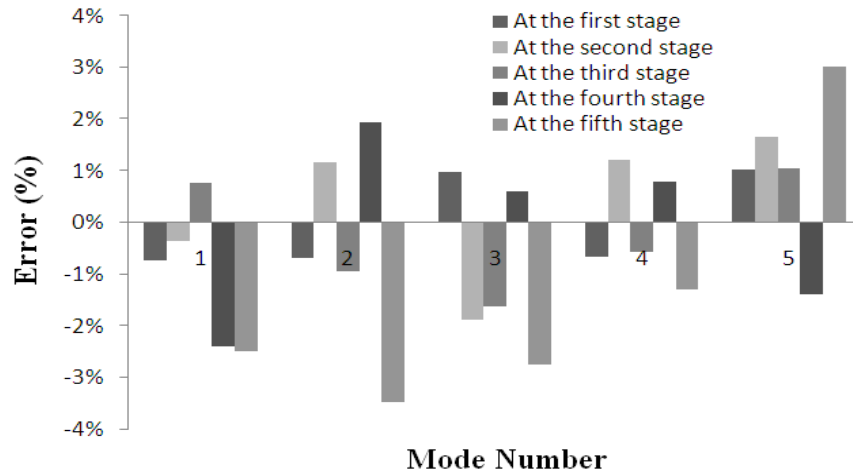 4%
3%
2%
1%
0%
-1%
-2%
-3%
-4%
Error (%)
At the first stage
At the second stage
At the third stage
At the fourth stage
At the fifth stage
1 2 3 4 5
Mode Number